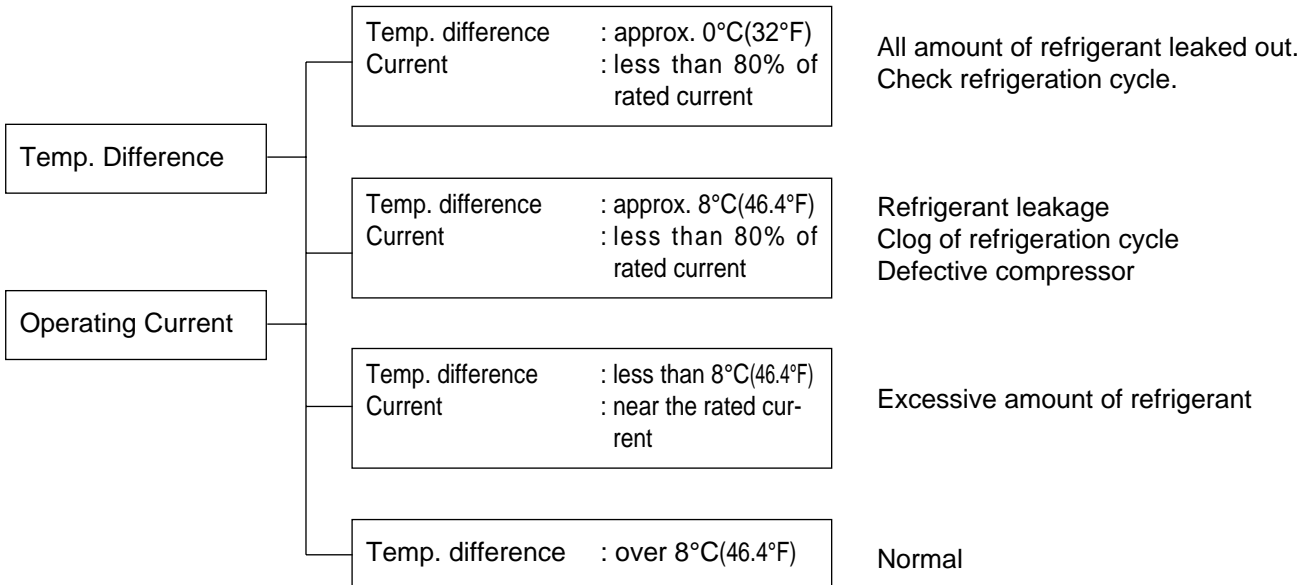 Temp. Difference
Operating Current
Temp. difference : approx. 0°C(32°F)
Current : less than 80% of
rated current
All amount of refrigerant leaked out.
Check refrigeration cycle.
Temp. difference : approx. 8°C(46.4°F)
Current : less than 80% of
rated current
Refrigerant leakage
Clog of refrigeration cycle
Defective compressor
Temp. difference : less than 8°C(46.4°F)
Current : near the rated cur-
rent
Excessive amount of refrigerant
Temp. difference : over 8°C(46.4°F)
Normal